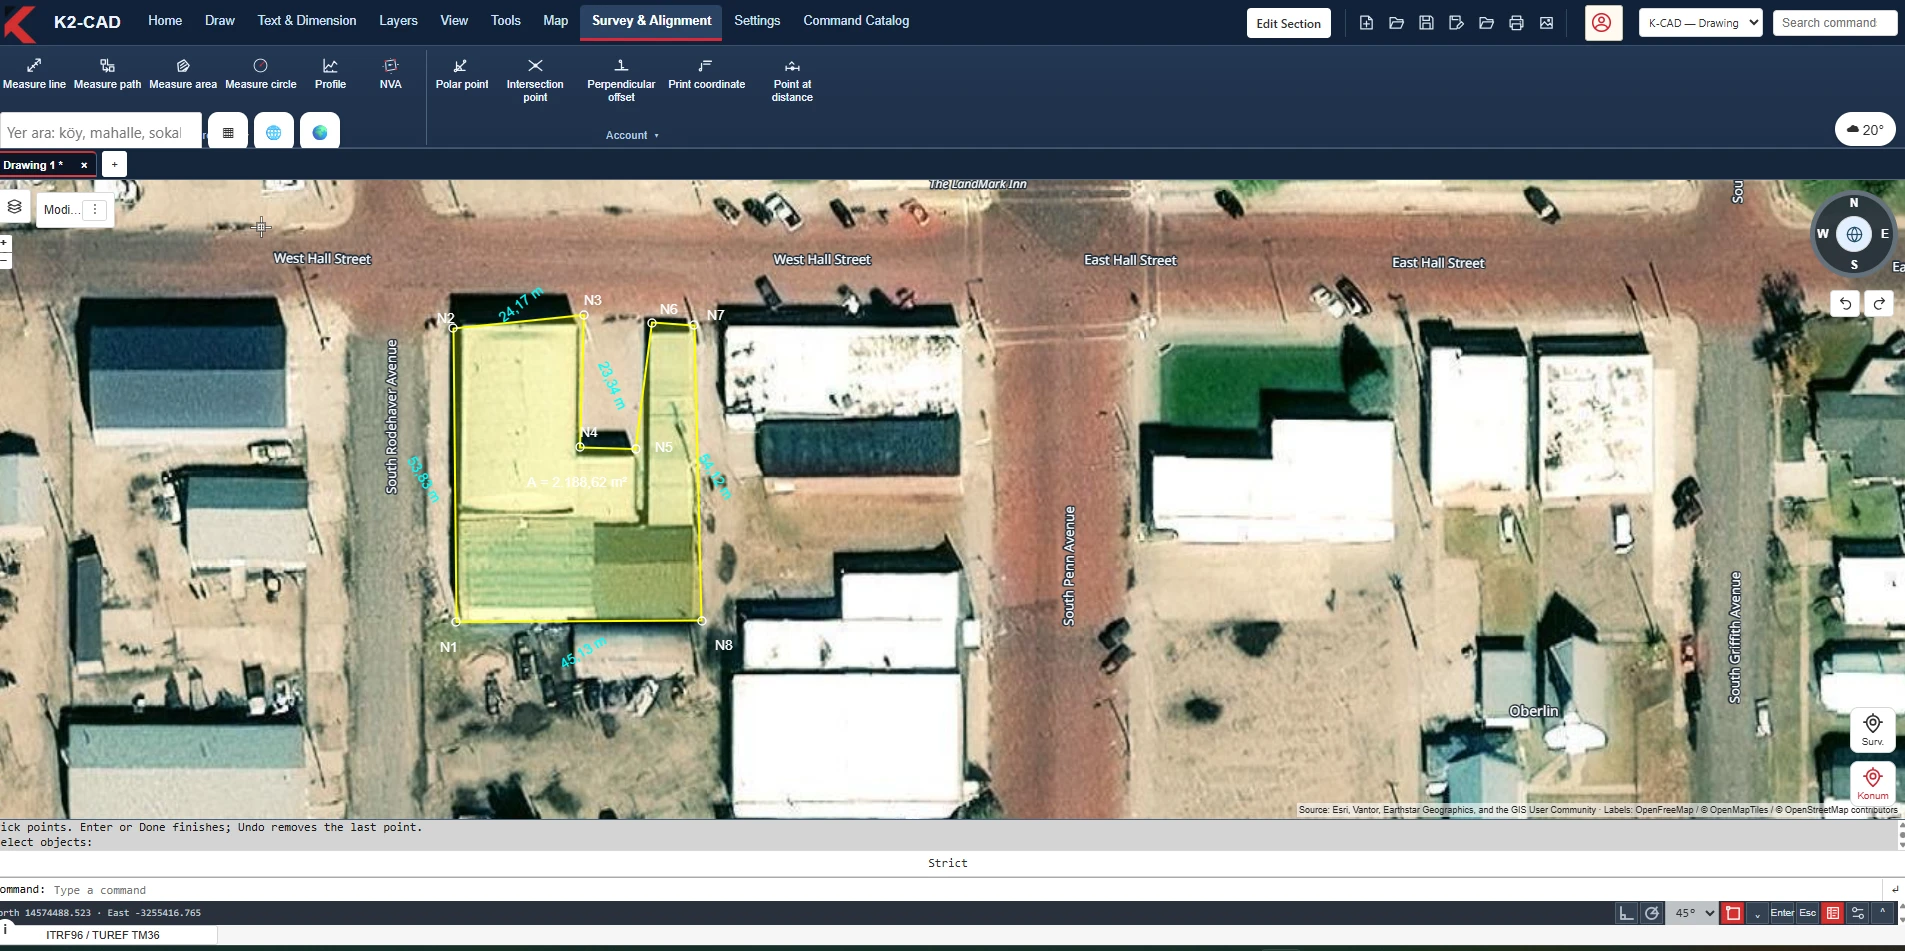 K2-CAD
Home
Draw
Text & Dimension
Layers
View
Tools
Map
Survey & Alignment
Settings
Command Catalog
Edit Section
K-CAD — Drawing
Search command
Measure line
Measure path
Measure area
Measure circle
Profile
NVA
Polar point
Intersection point
Perpendicular offset
Print coordinate
Point at distance
Yer ara: köy, mahalle, sokal
Account
20°
Drawing 1 *
×
+
The LandMark Inn
Modi...
N
W
E
S
West Hall Street
West Hall Street
East Hall Street
East Hall Street
Ea
Sou
South Rodehaver Avenue
South Penn Avenue
South Griffith Avenue
Oberlin
N2
24,17 m
N3
N6
N7
23,34 m
N4
N5
53,83 m
A = 2.188,62 m²
N1
45,13 m
N8
Surv.
Konum
Source: Esri, Vantor, Earthstar Geographics, and the GIS User Community · Labels: OpenFreeMap / © OpenMapTiles / © OpenStreetMap contributors
ick points. Enter or Done finishes; Undo removes the last point.
elect objects:
Strict
ommand: Type a command
orth 14574488.523 · East -3255416.765
45°
Enter
Esc
ITRF96 / TUREF TM36